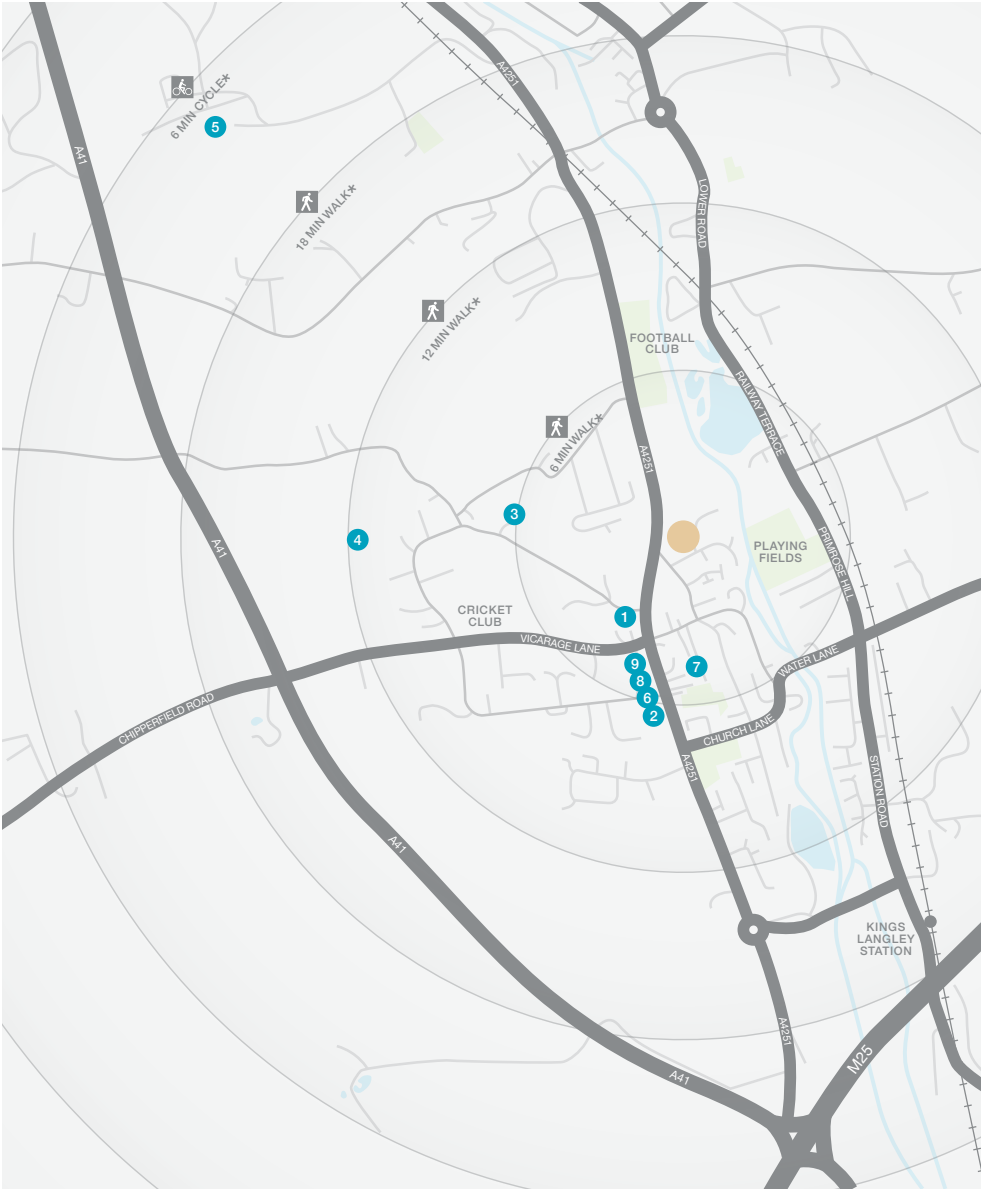 A4251
6 MIN CYCLE*
5
A41
18 MIN WALK*
LOWER ROAD
12 MIN WALK*
FOOTBALL
CLUB
RAILWAY TERRACE
6 MIN WALK*
A4251
3
4
A41
PLAYING
FIELDS
PRIMROSE HILL
CRICKET
CLUB
1
VICARAGE LANE
9
7
WATER LANE
8
6
2
CHIPPERFIELD ROAD
CHURCH LANE
A4251
STATION ROAD
A41
KINGS
LANGLEY
STATION
A4251
M25
A41